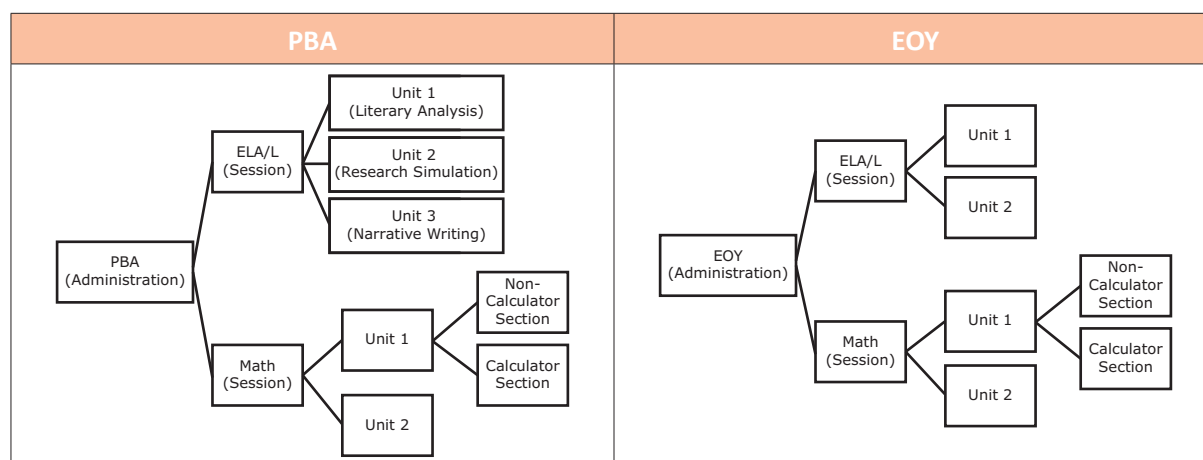 PBA
EOY
Unit 1
(Literary Analysis)
ELA/L
(Session)
Unit 2
(Research Simulation)
Unit 3
(Narrative Writing)
PBA
(Administration)
Non-
Calculator
Section
Unit 1
Math
(Session)
Calculator
Section
Unit 2
Unit 1
ELA/L
(Session)
Unit 2
EOY
(Administration)
Non-
Calculator
Section
Unit 1
Math
(Session)
Calculator
Section
Unit 2